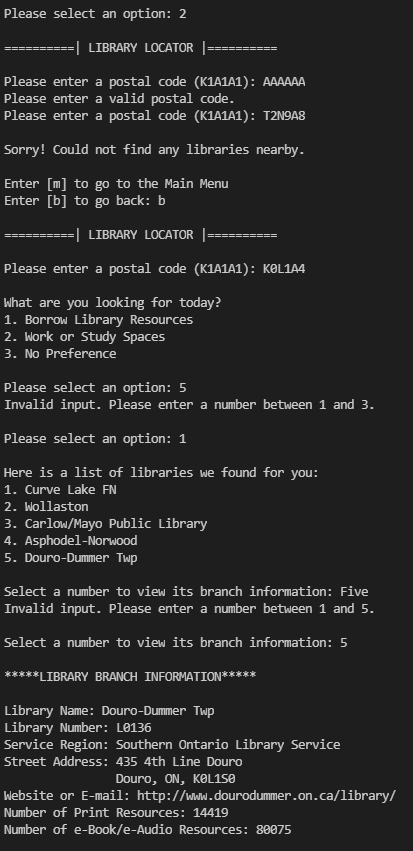 Please select an option: 2
==========| LIBRARY LOCATOR |==========
Please enter a postal code (K1A1A1): AAAAAA
Please enter a valid postal code.
Please enter a postal code (K1A1A1): T2N9A8
Sorry! Could not find any libraries nearby.
Enter [m] to go to the Main Menu
Enter [b] to go back: b
==========| LIBRARY LOCATOR |==========
Please enter a postal code (K1A1A1): K0L1A4
What are you looking for today?
1. Borrow Library Resources
2. Work or Study Spaces
3. No Preference
Please select an option: 5
Invalid input. Please enter a number between 1 and 3.
Please select an option: 1
Here is a list of libraries we found for you:
1. Curve Lake FN
2. Wollaston
3. Carlow/Mayo Public Library
4. Asphodel-Norwood
5. Douro-Dummer Twp
Select a number to view its branch information: Five
Invalid input. Please enter a number between 1 and 5.
Select a number to view its branch information: 5
*****LIBRARY BRANCH INFORMATION*****
Library Name: Douro-Dummer Twp
Library Number: L0136
Service Region: Southern Ontario Library Service
Street Address: 435 4th Line Douro
Douro, ON, K0L1S0
Website or E-mail: http://www.dourodummer.on.ca/library/
Number of Print Resources: 14419
Number of e-Book/e-Audio Resources: 80075